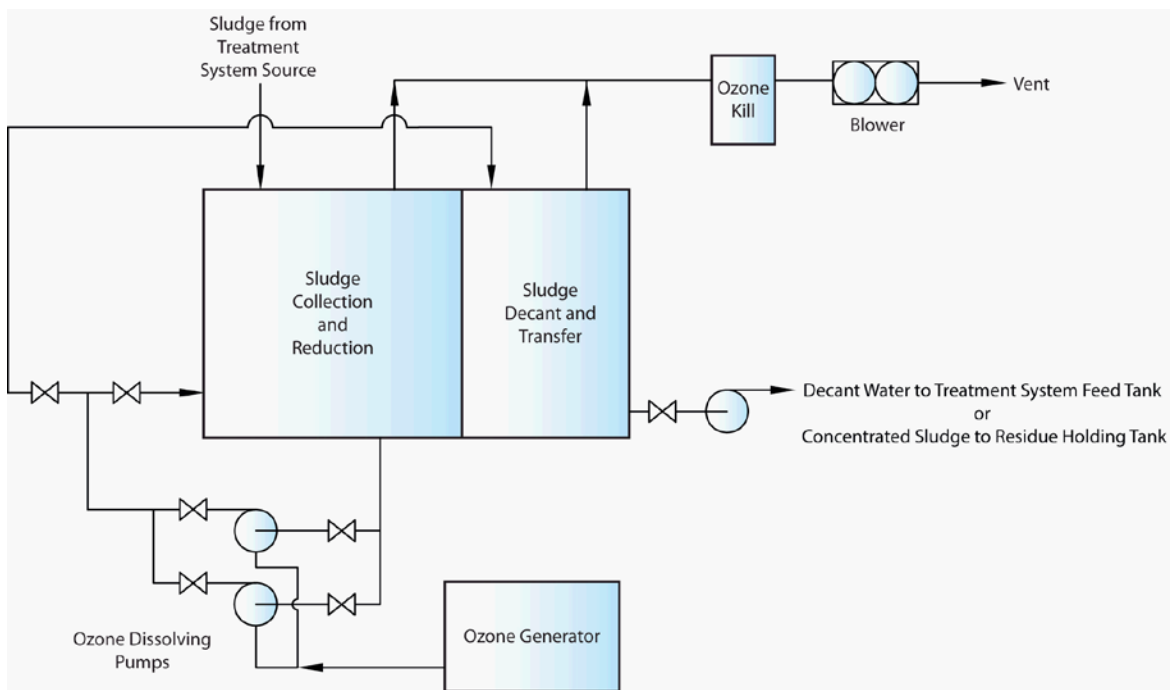 Sludge from
Treatment
System Source
Ozone
Kill
Blower
Vent
Sludge
Collection
and
Reduction
Sludge
Decant and
Transfer
Decant Water to Treatment System Feed Tank
or
Concentrated Sludge to Residue Holding Tank
Ozone Dissolving
Pumps
Ozone Generator